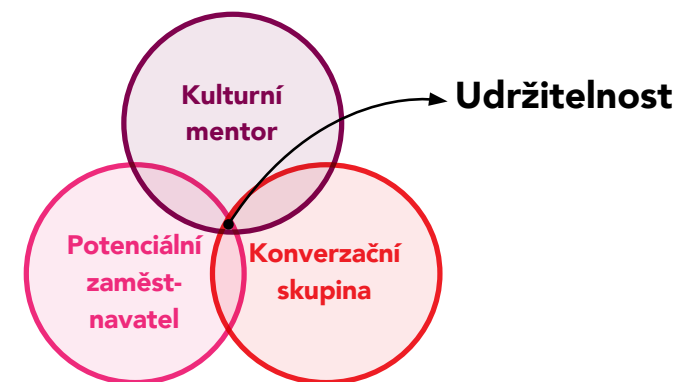 Kulturní
mentor
Udržitelnost
Potenciální
zaměst-
navatel
Konverzační
skupina